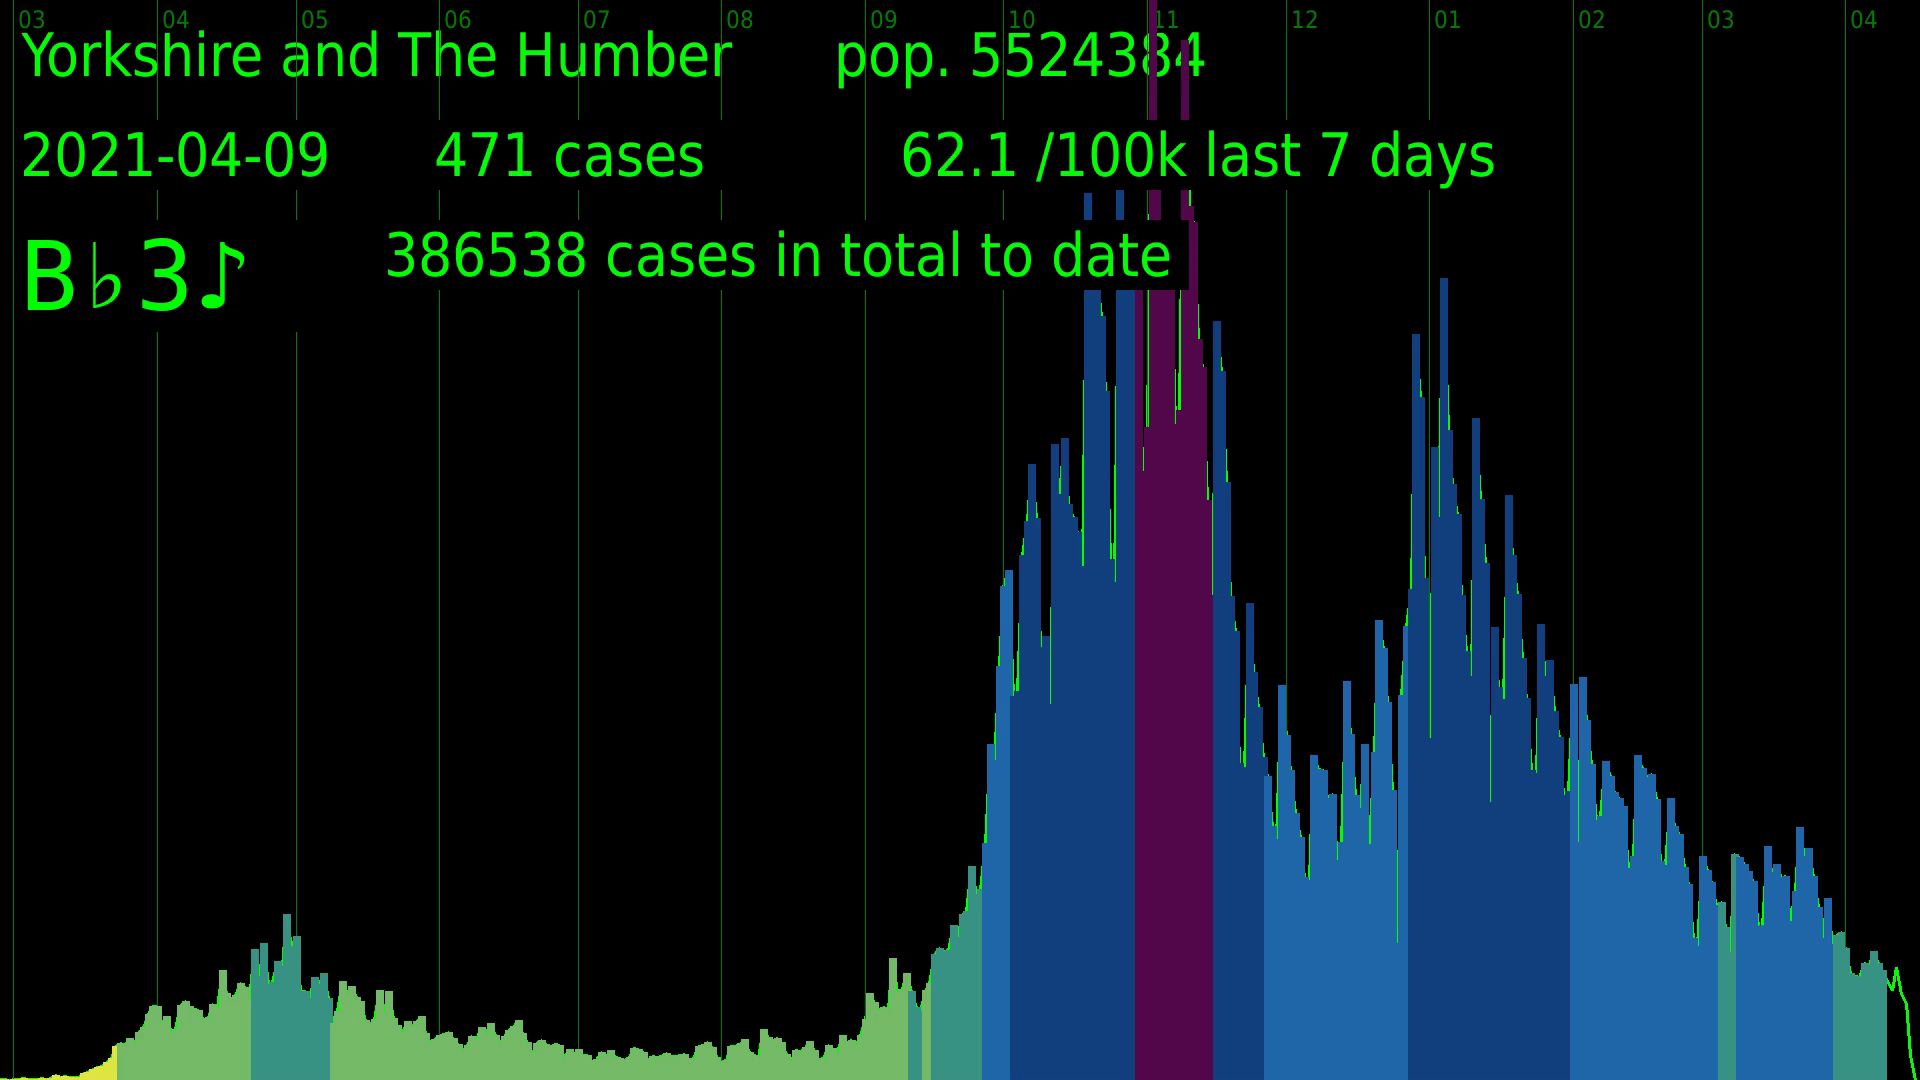 03 04 05 06 07 08 09 10 11 12 01 02 03 04
Yorkshire and The Humber pop. 5524384
2021-04-09 471 cases 62.1 /100k last 7 days
B♭3♪ 386538 cases in total to date